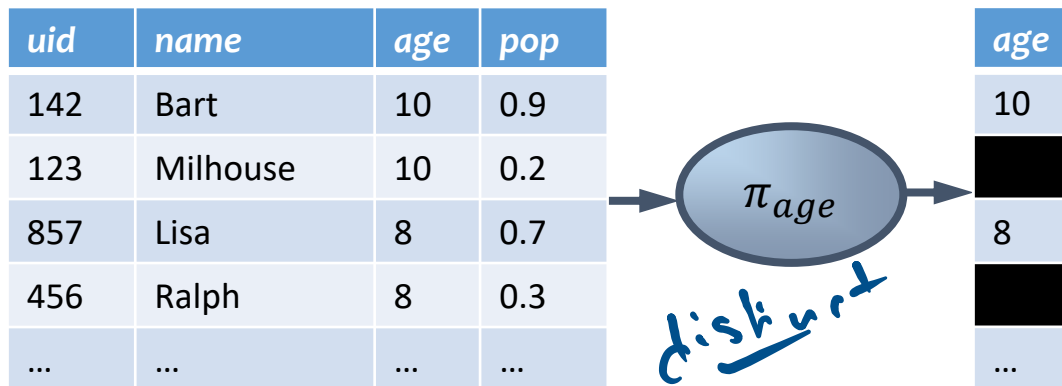 uid name age pop age
142 Bart 10 0.9 10
123 Milhouse 10 0.2
π_age
857 Lisa 8 0.7 8
456 Ralph 8 0.3
distinct
... ... ... ... ...